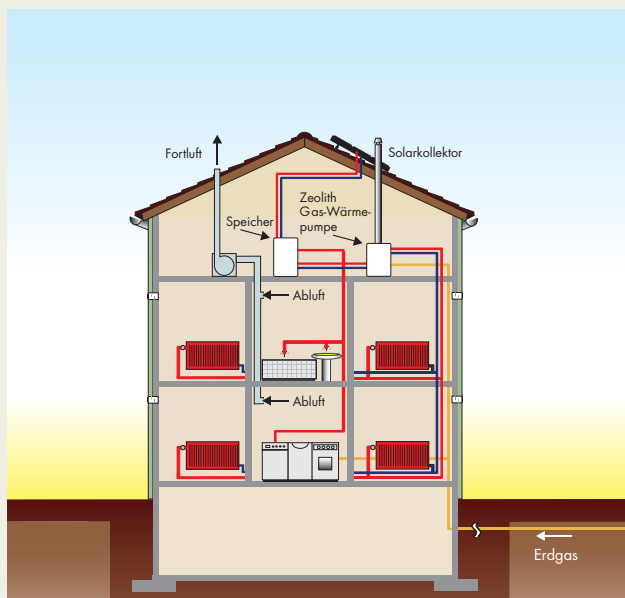 Fortluft
Solarkollektor
Zeolith
Gas-Wärme-
pumpe
Speicher
Abluft
Abluft
Erdgas